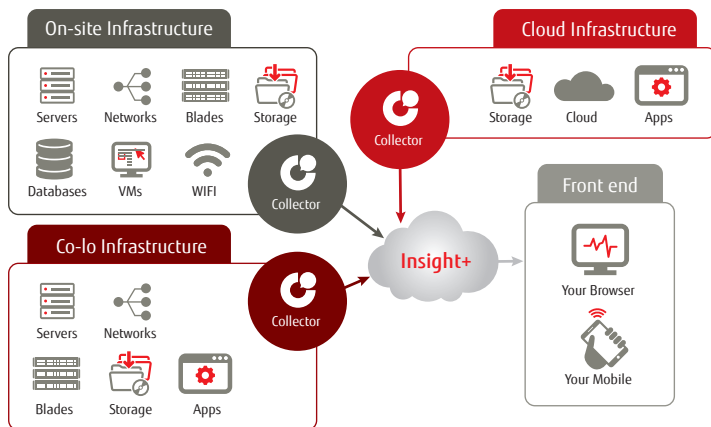 On-site Infrastructure
Servers
Networks
Blades
Storage
Databases
VMs
WIFI
Collector
Cloud Infrastructure
Collector
Storage
Cloud
Apps
Co-lo Infrastructure
Collector
Servers
Networks
Blades
Storage
Apps
Insight+
Front end
Your Browser
Your Mobile